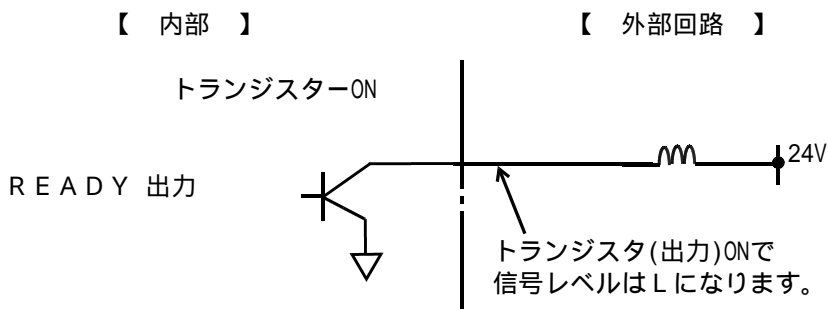 【　内部　】
【　外部回路　】
トランジスターON
24V
ＲＥＡＤＹ 出力
トランジスタ(出力)ONで
信号レベルはＬになります。